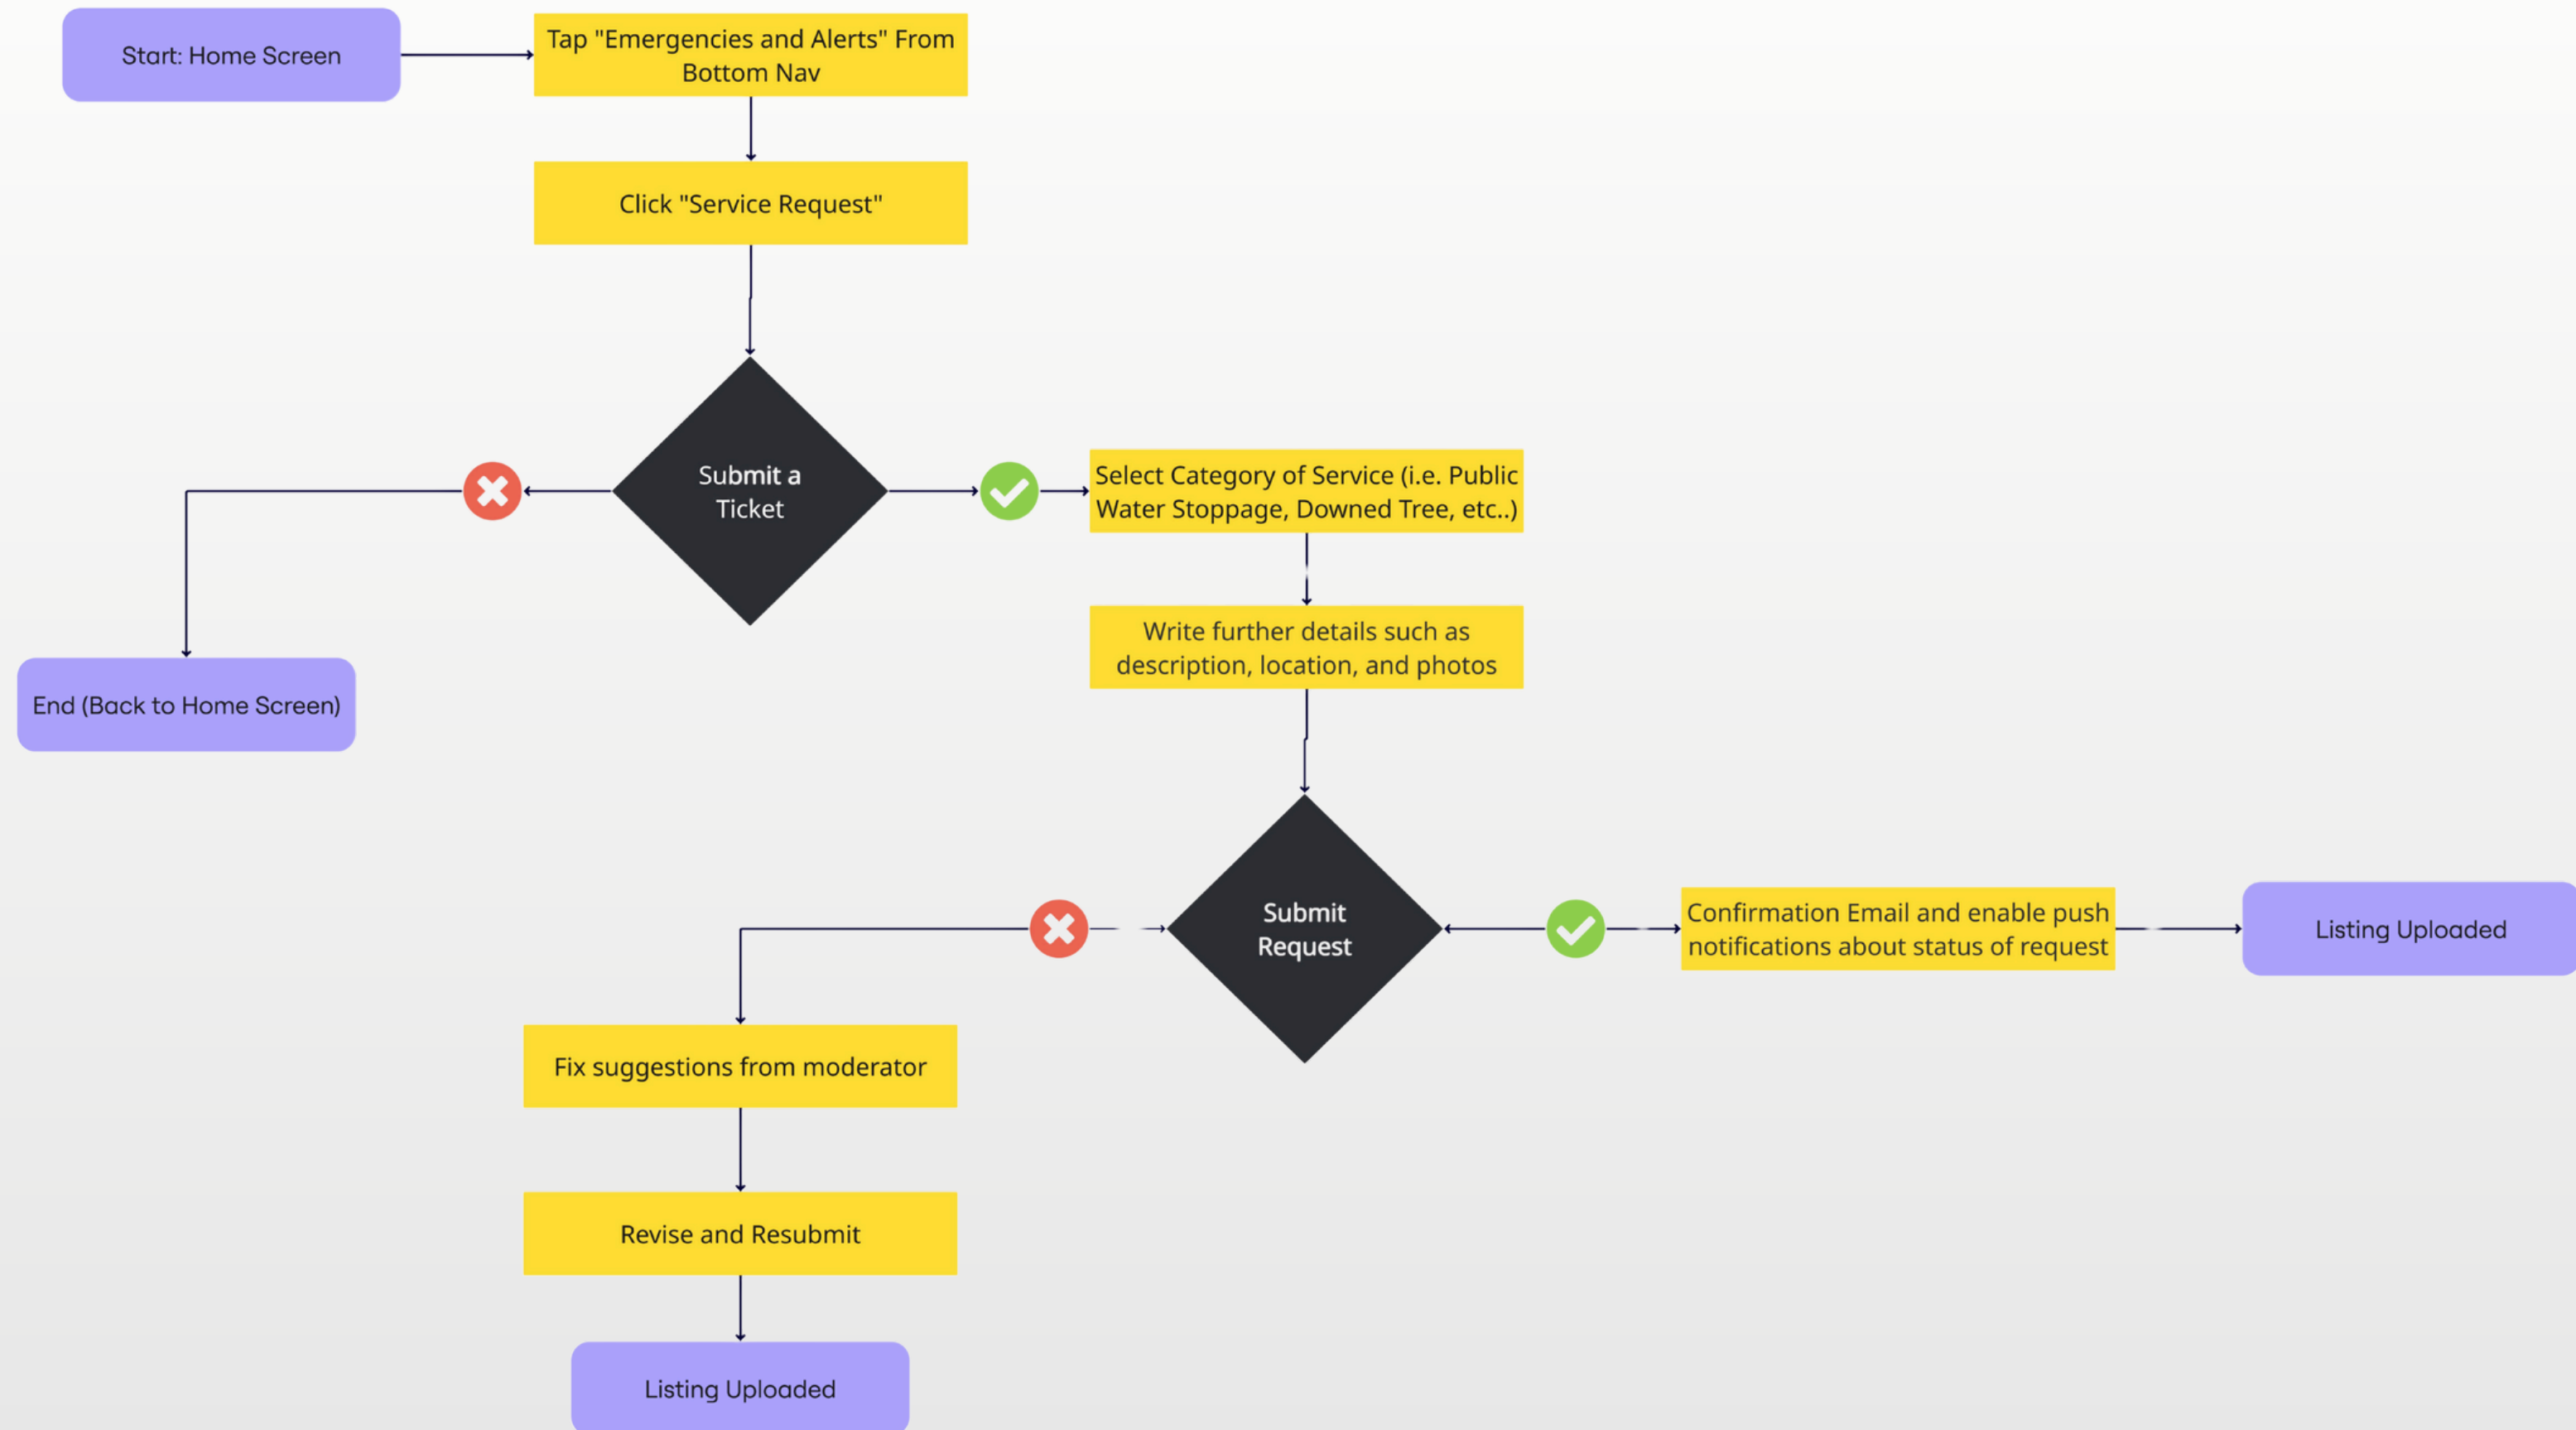 Start: Home Screen
Tap "Emergencies and Alerts" From
Bottom Nav
Click "Service Request"
Submit a
Ticket
Select Category of Service (i.e. Public
Water Stoppage, Downed Tree, etc..)
Write further details such as
description, location, and photos
End (Back to Home Screen)
Submit
Request
Confirmation Email and enable push
notifications about status of request
Listing Uploaded
Fix suggestions from moderator
Revise and Resubmit
Listing Uploaded